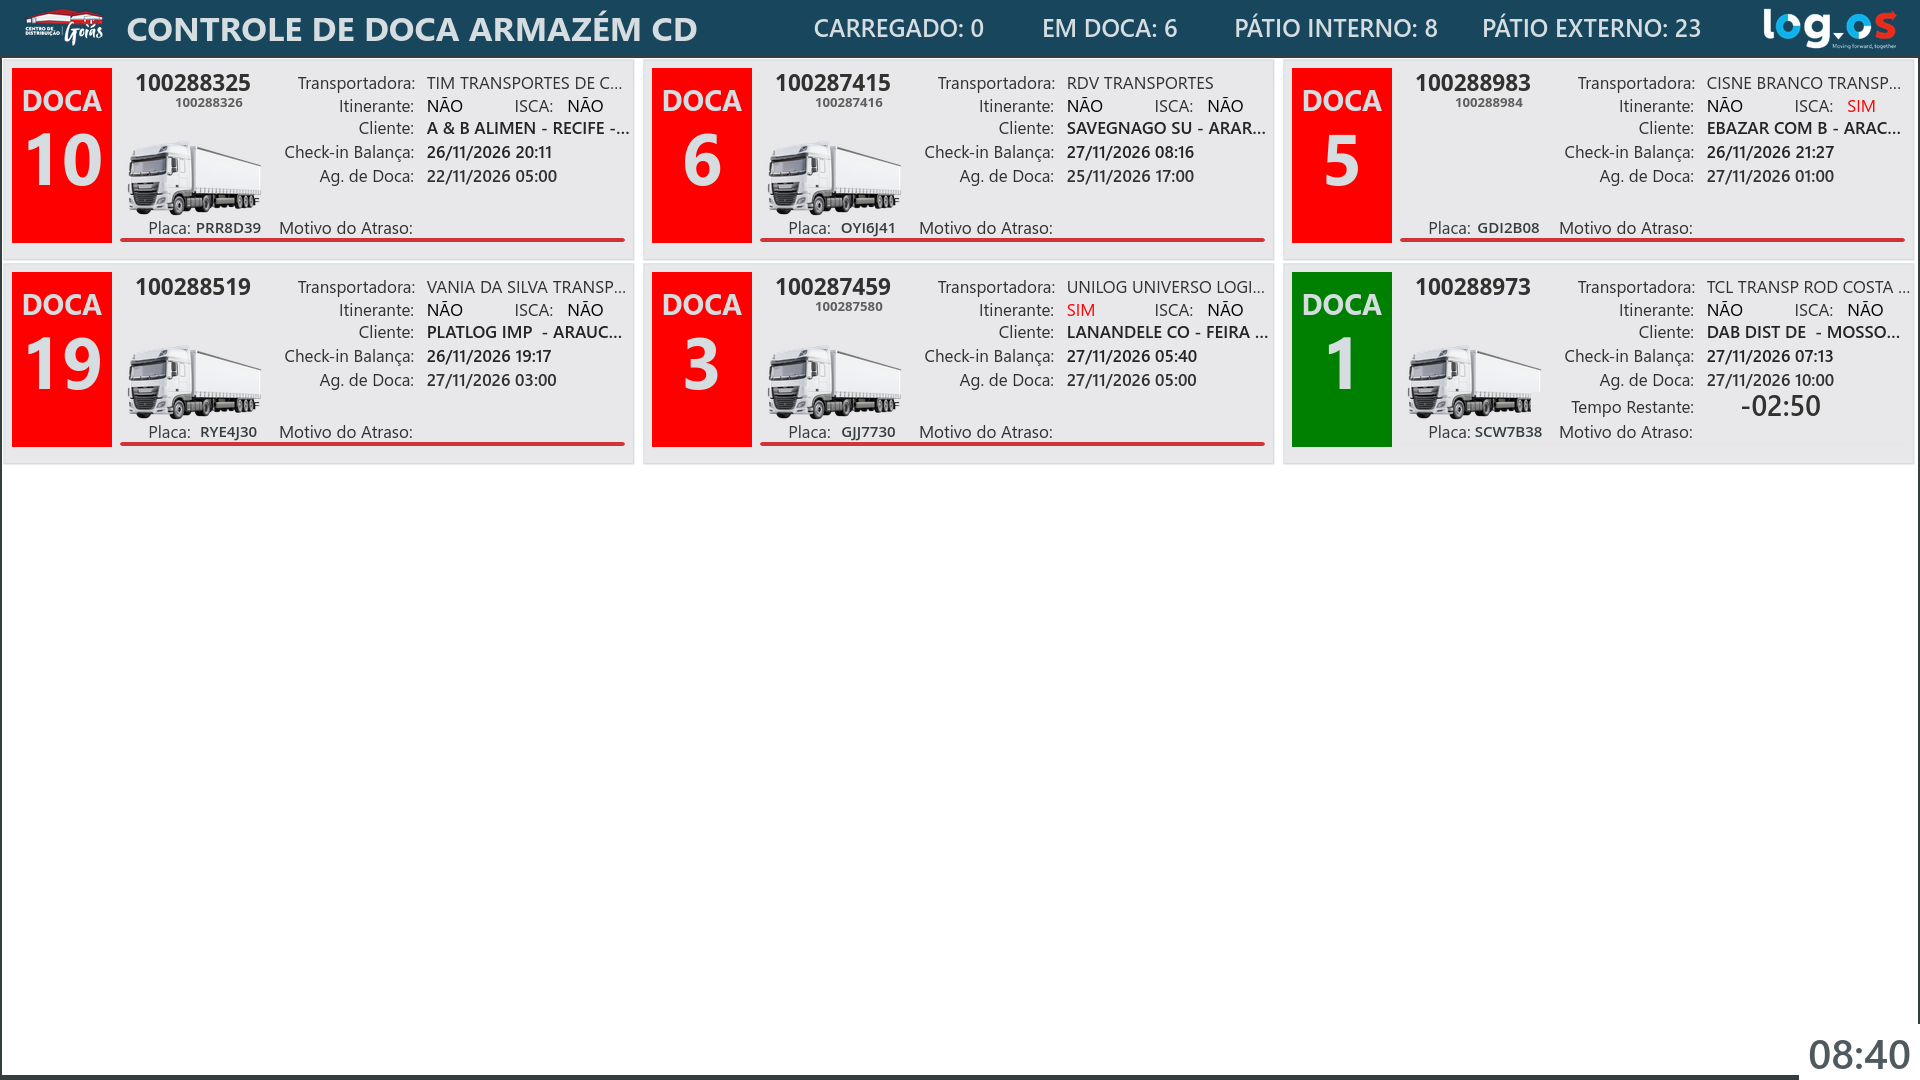 CENTRO DE DISTRIBUIÇÃO Goiás
CONTROLE DE DOCA ARMAZÉM CD
CARREGADO: 0
EM DOCA: 6
PÁTIO INTERNO: 8
PÁTIO EXTERNO: 23
log.os
Moving forward, together
DOCA
10
100288325
100288326
Transportadora: TIM TRANSPORTES DE C...
Itinerante: NÃO ISCA: NÃO
Cliente: A & B ALIMEN - RECIFE -...
Check-in Balança: 26/11/2026 20:11
Ag. de Doca: 22/11/2026 05:00
Placa: PRR8D39 Motivo do Atraso:
DOCA
6
100287415
100287416
Transportadora: RDV TRANSPORTES
Itinerante: NÃO ISCA: NÃO
Cliente: SAVEGNAGO SU - ARAR...
Check-in Balança: 27/11/2026 08:16
Ag. de Doca: 25/11/2026 17:00
Placa: OYI6J41 Motivo do Atraso:
DOCA
5
100288983
100288984
Transportadora: CISNE BRANCO TRANSP...
Itinerante: NÃO ISCA: SIM
Cliente: EBAZAR COM B - ARAC...
Check-in Balança: 26/11/2026 21:27
Ag. de Doca: 27/11/2026 01:00
Placa: GDI2B08 Motivo do Atraso:
DOCA
19
100288519
Transportadora: VANIA DA SILVA TRANSP...
Itinerante: NÃO ISCA: NÃO
Cliente: PLATLOG IMP - ARAUC...
Check-in Balança: 26/11/2026 19:17
Ag. de Doca: 27/11/2026 03:00
Placa: RYE4J30 Motivo do Atraso:
DOCA
3
100287459
100287580
Transportadora: UNILOG UNIVERSO LOGI...
Itinerante: SIM ISCA: NÃO
Cliente: LANANDELE CO - FEIRA ...
Check-in Balança: 27/11/2026 05:40
Ag. de Doca: 27/11/2026 05:00
Placa: GJJ7730 Motivo do Atraso:
DOCA
1
100288973
Transportadora: TCL TRANSP ROD COSTA ...
Itinerante: NÃO ISCA: NÃO
Cliente: DAB DIST DE - MOSSO...
Check-in Balança: 27/11/2026 07:13
Ag. de Doca: 27/11/2026 10:00
Tempo Restante: -02:50
Placa: SCW7B38 Motivo do Atraso:
08:40